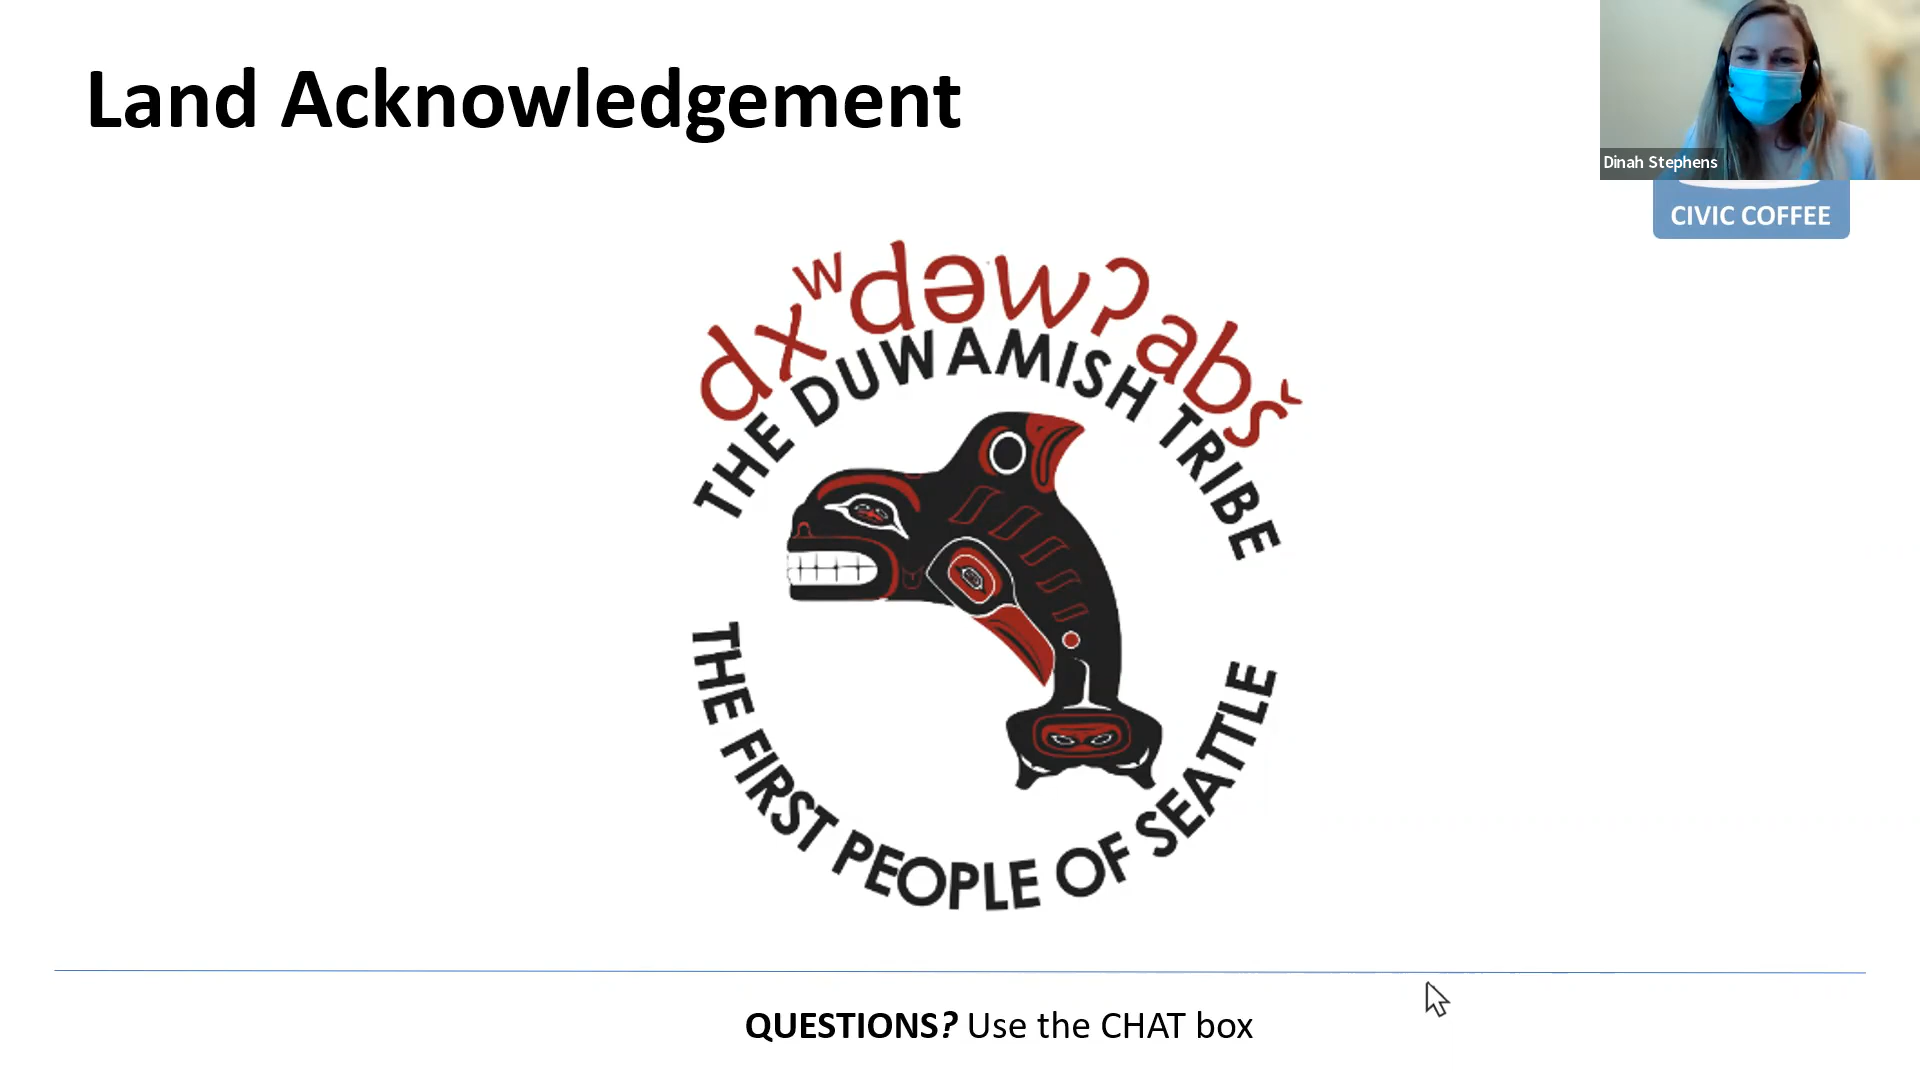 Land Acknowledgement
Dinah Stephens
CIVIC COFFEE
dxʷdəwʔabš
THE DUWAMISH TRIBE
THE FIRST PEOPLE OF SEATTLE
QUESTIONS? Use the CHAT box